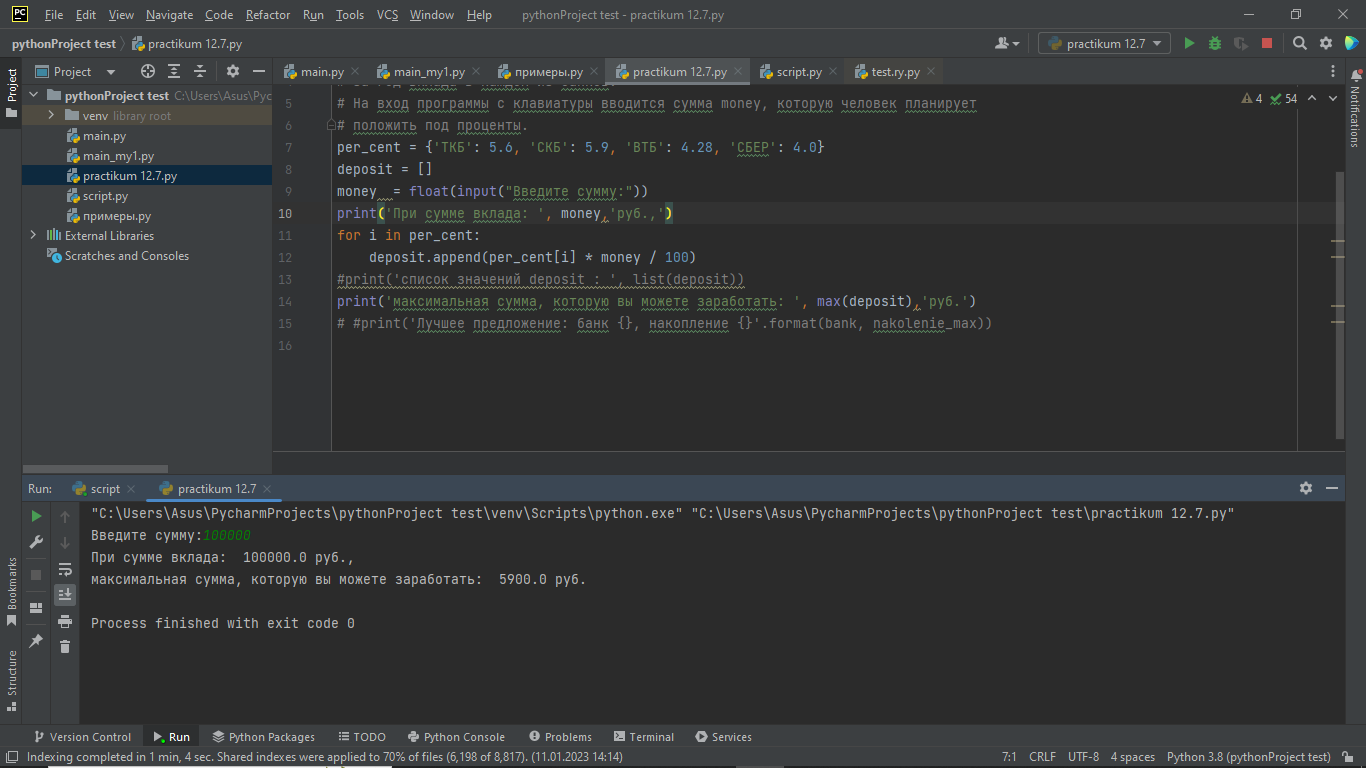 PC File Edit View Navigate Code Refactor Run Tools VCS Window Help pythonProject test - practikum 12.7.py
pythonProject test practikum 12.7.py practikum 12.7
Project
Project
main.py main_my1.py примеры.py practikum 12.7.py script.py test.ry.py
pythonProject test C:\Users\Asus\Pyc
venv library root
main.py
main_my1.py
practikum 12.7.py
script.py
примеры.py
External Libraries
Scratches and Consoles
4 54
Notifications
5 # На вход программы с клавиатуры вводится сумма money, которую человек планирует
6 # положить под проценты.
7 per_cent = {'ТКБ': 5.6, 'СКБ': 5.9, 'ВТБ': 4.28, 'СБЕР': 4.0}
8 deposit = []
9 money  = float(input("Введите сумму:"))
10 print('При сумме вклада: ', money,'руб.,')
11 for i in per_cent:
12     deposit.append(per_cent[i] * money / 100)
13 #print('список значений deposit : ', list(deposit))
14 print('максимальная сумма, которую вы можете заработать: ', max(deposit),'руб.')
15 # #print('Лучшее предложение: банк {}, накопление {}'.format(bank, nakolenie_max))
16
Run: script practikum 12.7
"C:\Users\Asus\PycharmProjects\pythonProject test\venv\Scripts\python.exe" "C:\Users\Asus\PycharmProjects\pythonProject test\practikum 12.7.py"
Введите сумму:100000
При сумме вклада:  100000.0 руб.,
максимальная сумма, которую вы можете заработать:  5900.0 руб.
Process finished with exit code 0
Bookmarks
Structure
Version Control Run Python Packages TODO Python Console Problems Terminal Services
Indexing completed in 1 min, 4 sec. Shared indexes were applied to 70% of files (6,198 of 8,817). (11.01.2023 14:14) 7:1 CRLF UTF-8 4 spaces Python 3.8 (pythonProject test)